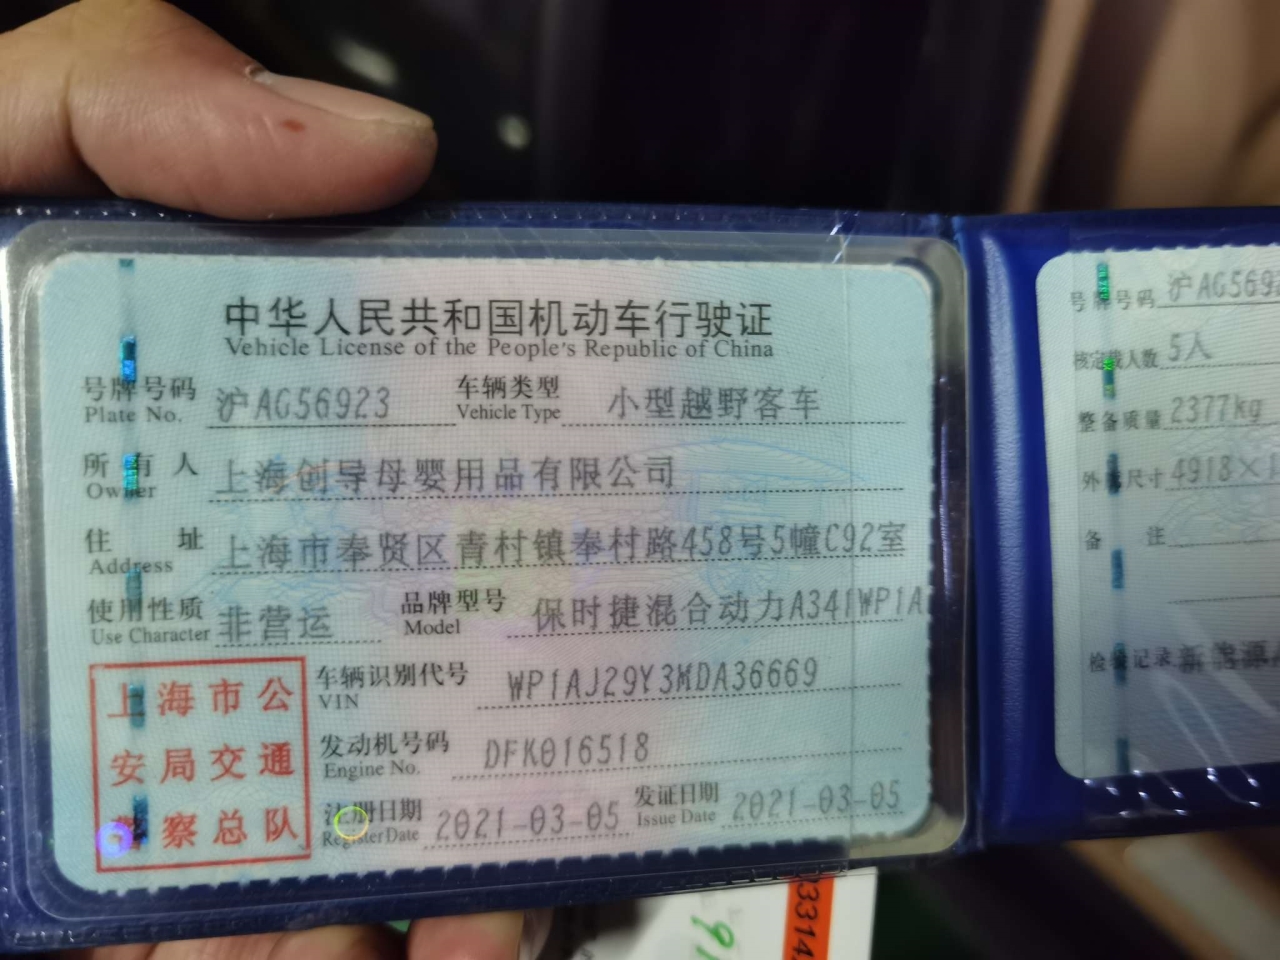 中华人民共和国机动车行驶证
Vehicle License of the People's Republic of China
号牌号码 沪AG56923 车辆类型 小型越野客车
Plate No. Vehicle Type
所有人 上海创导母婴用品有限公司
Owner
住址 上海市奉贤区青村镇奉村路458号5幢C92室
Address
使用性质 非营运 品牌型号 保时捷混合动力A341WP1A
Use Character Model
上海市公
安局交通
警察总队
车辆识别代号 WP1AJ29Y3MDA36669
VIN
发动机号码 DFK016518
Engine No.
注册日期 2021-03-05 发证日期 2021-03-05
Register Date Issue Date
号牌号码 沪AG5692
核定载人数 5人
整备质量 2377kg
外廓尺寸 4918×1
备注
检验记录 新能源
3314
91